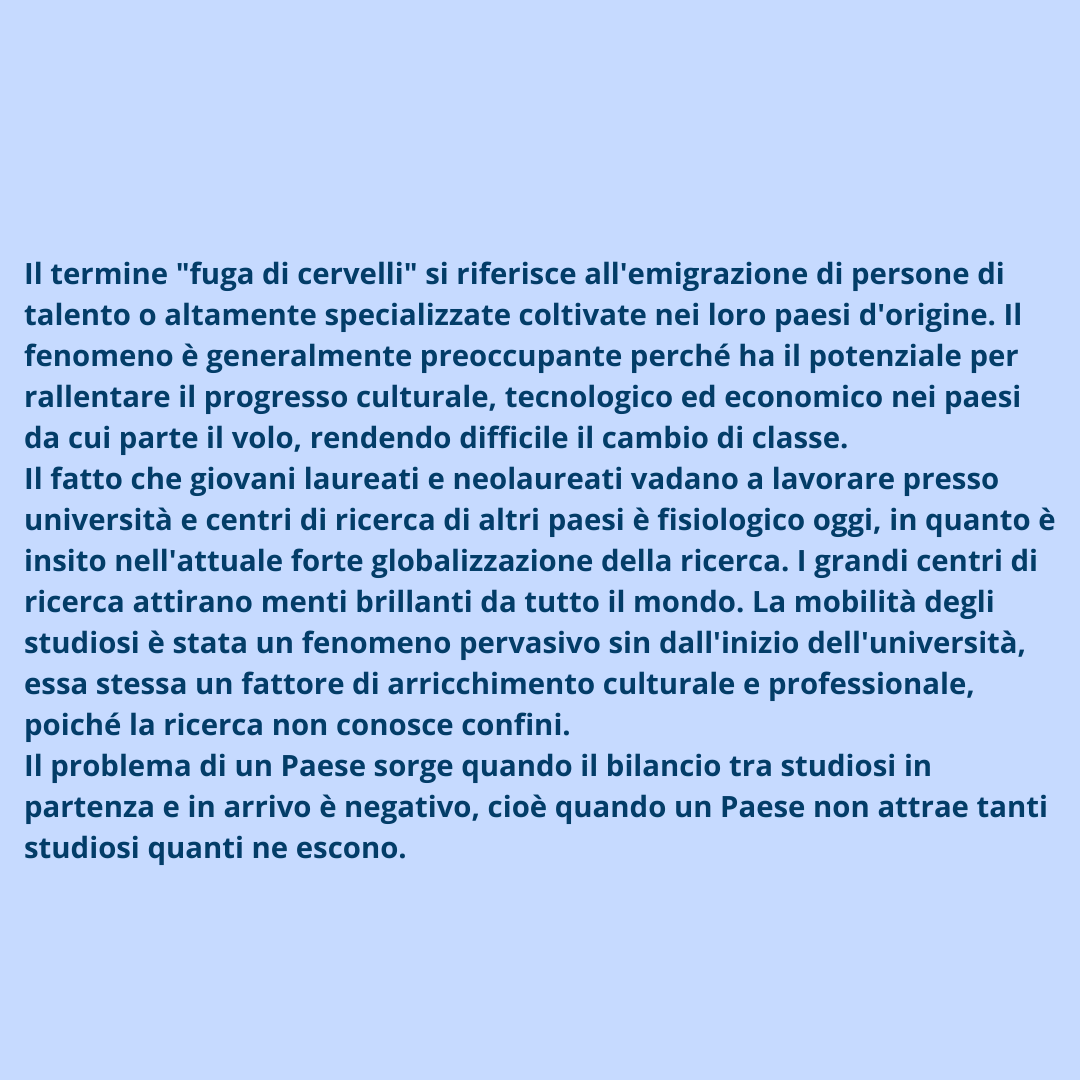 Il termine "fuga di cervelli" si riferisce all'emigrazione di persone di
talento o altamente specializzate coltivate nei loro paesi d'origine. Il
fenomeno è generalmente preoccupante perché ha il potenziale per
rallentare il progresso culturale, tecnologico ed economico nei paesi
da cui parte il volo, rendendo difficile il cambio di classe.
Il fatto che giovani laureati e neolaureati vadano a lavorare presso
università e centri di ricerca di altri paesi è fisiologico oggi, in quanto è
insito nell'attuale forte globalizzazione della ricerca. I grandi centri di
ricerca attirano menti brillanti da tutto il mondo. La mobilità degli
studiosi è stata un fenomeno pervasivo sin dall'inizio dell'università,
essa stessa un fattore di arricchimento culturale e professionale,
poiché la ricerca non conosce confini.
Il problema di un Paese sorge quando il bilancio tra studiosi in
partenza e in arrivo è negativo, cioè quando un Paese non attrae tanti
studiosi quanti ne escono.